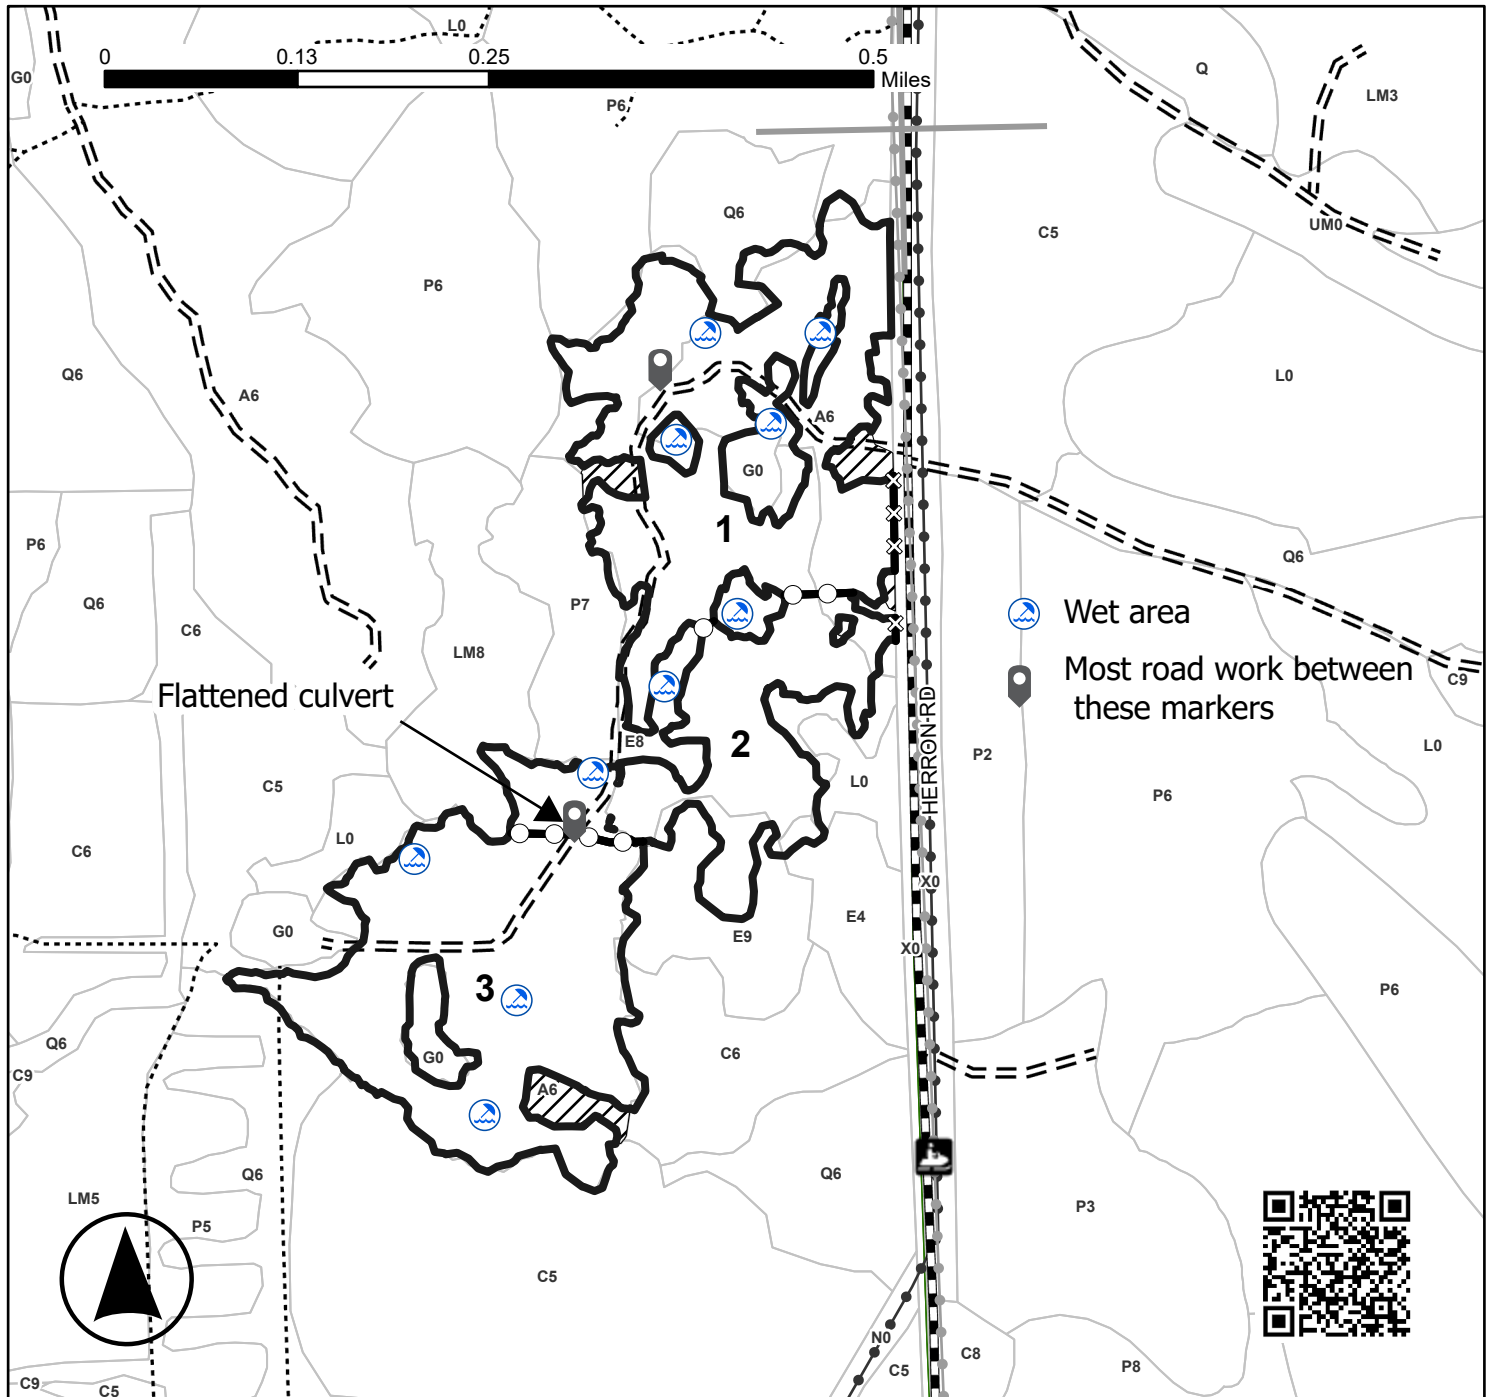 L0
0 0.13 0.25 0.5
Miles
G0
P6
Q
LM3
Q6
C5
UM0
P6
Q6
A6
L0
A6
G0
1
P6
Q6
Q6
P7
C6
LM8
Wet area
Most road work between
these markers
C9
Flattened culvert
HERRON RD
E8
2
P2
L0
L0
C5
P6
L0
C6
X0
E4
G0
E9
X0
3
P6
Q6
G0
C6
C9
A6
Q6
Q6
LM5
P3
P5
C5
N0
C8
C5
P8
C9
C5